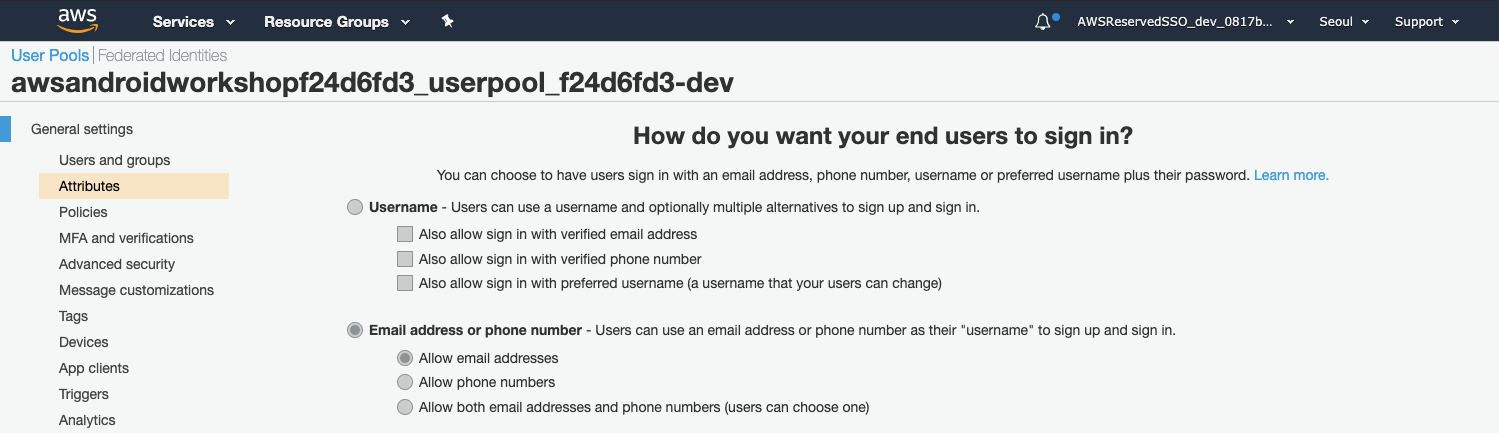 aws Services Resource Groups AWSReservedSSO_dev_0817b... Seoul Support
User Pools | Federated Identities
awsandroidworkshopf24d6fd3_userpool_f24d6fd3-dev
General settings
Users and groups
Attributes
Policies
MFA and verifications
Advanced security
Message customizations
Tags
Devices
App clients
Triggers
Analytics
How do you want your end users to sign in?
You can choose to have users sign in with an email address, phone number, username or preferred username plus their password. Learn more.
Username - Users can use a username and optionally multiple alternatives to sign up and sign in.
Also allow sign in with verified email address
Also allow sign in with verified phone number
Also allow sign in with preferred username (a username that your users can change)
Email address or phone number - Users can use an email address or phone number as their "username" to sign up and sign in.
Allow email addresses
Allow phone numbers
Allow both email addresses and phone numbers (users can choose one)